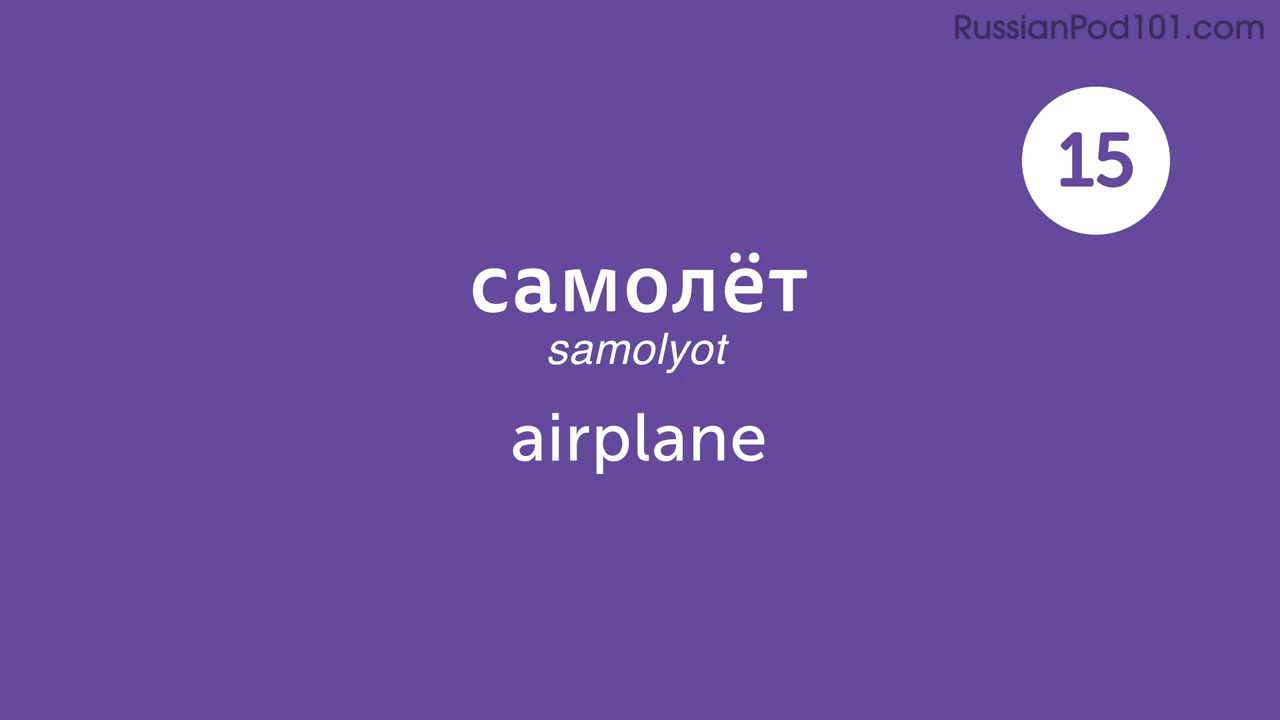 RussianPod101.com
15
самолёт
samolyot
airplane